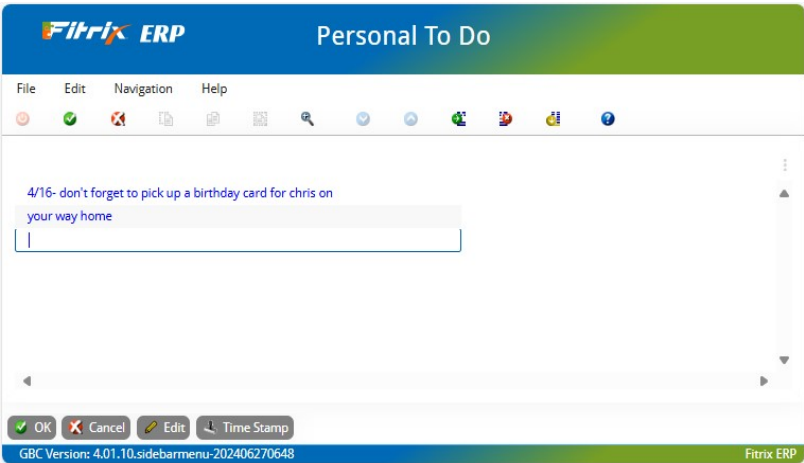 Fitrix ERP
Personal To Do
File Edit Navigation Help
4/16- don't forget to pick up a birthday card for chris on
your way home
OK Cancel Edit Time Stamp
GBC Version: 4.01.10.sidebarmenu-202406270648 Fitrix ERP